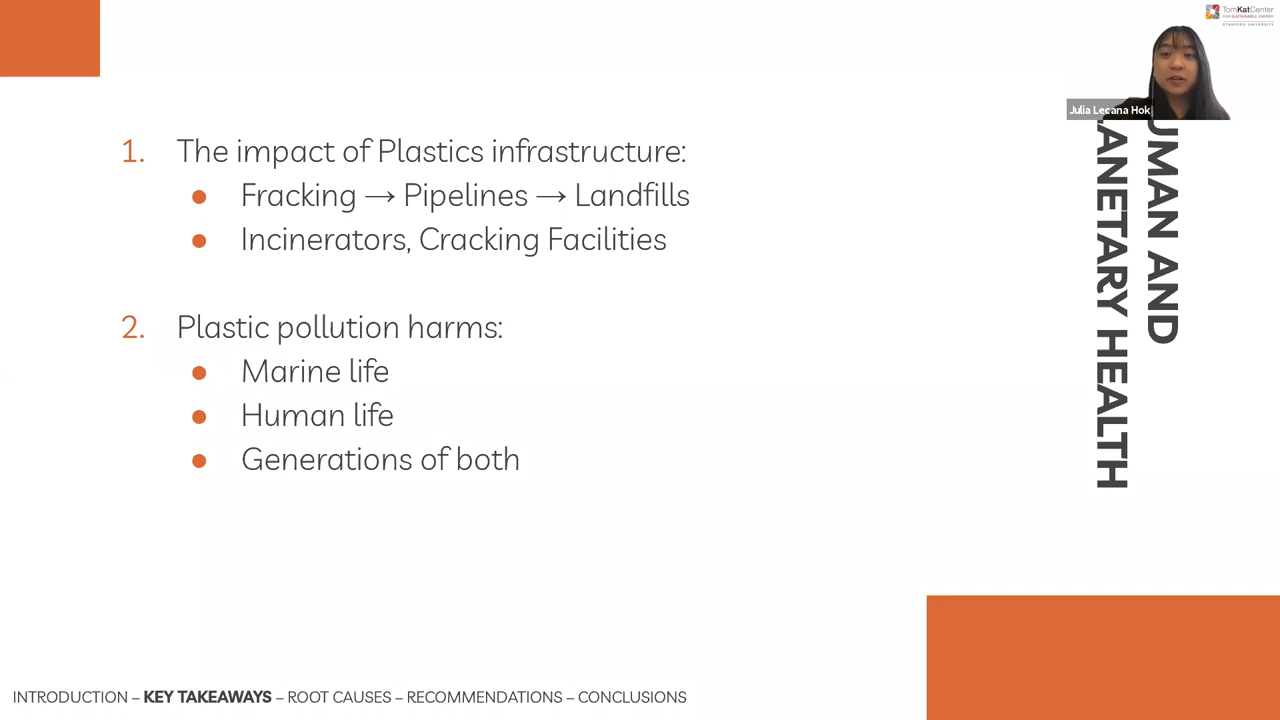 TomKatCenter
FOR SUSTAINABLE ENERGY
STANFORD UNIVERSITY
Julia Lecana Hok
UMAN AND
ANETARY HEALTH
1. The impact of Plastics infrastructure:
● Fracking → Pipelines → Landfills
● Incinerators, Cracking Facilities
2. Plastic pollution harms:
● Marine life
● Human life
● Generations of both
INTRODUCTION – KEY TAKEAWAYS – ROOT CAUSES – RECOMMENDATIONS – CONCLUSIONS